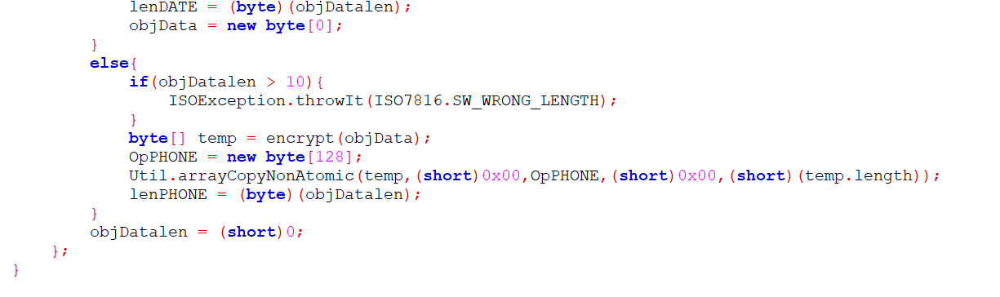 lenDATE = (byte)(objDatalen);
objData = new byte[0];
}
else{
if(objDatalen > 10){
ISOException.throwIt(ISO7816.SW_WRONG_LENGTH);
}
byte[] temp = encrypt(objData);
OpPHONE = new byte[128];
Util.arrayCopyNonAtomic(temp,(short)0x00,OpPHONE,(short)0x00,(short)(temp.length));
lenPHONE = (byte)(objDatalen);
}
objDatalen = (short)0;
};
}